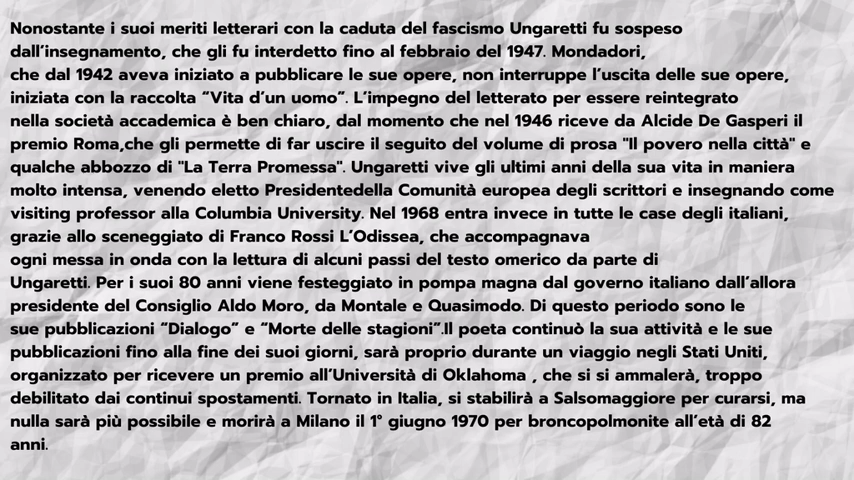 Nonostante i suoi meriti letterari con la caduta del fascismo Ungaretti fu sospeso
dall'insegnamento, che gli fu interdetto fino al febbraio del 1947. Mondadori,
che dal 1942 aveva iniziato a pubblicare le sue opere, non interruppe l'uscita delle sue opere,
iniziata con la raccolta "Vita d'un uomo". L'impegno del letterato per essere reintegrato
nella società accademica è ben chiaro, dal momento che nel 1946 riceve da Alcide De Gasperi il
premio Roma,che gli permette di far uscire il seguito del volume di prosa "Il povero nella città" e
qualche abbozzo di "La Terra Promessa". Ungaretti vive gli ultimi anni della sua vita in maniera
molto intensa, venendo eletto Presidentedella Comunità europea degli scrittori e insegnando come
visiting professor alla Columbia University. Nel 1968 entra invece in tutte le case degli italiani,
grazie allo sceneggiato di Franco Rossi L'Odissea, che accompagnava
ogni messa in onda con la lettura di alcuni passi del testo omerico da parte di
Ungaretti. Per i suoi 80 anni viene festeggiato in pompa magna dal governo italiano dall'allora
presidente del Consiglio Aldo Moro, da Montale e Quasimodo. Di questo periodo sono le
sue pubblicazioni "Dialogo" e "Morte delle stagioni".Il poeta continuò la sua attività e le sue
pubblicazioni fino alla fine dei suoi giorni, sarà proprio durante un viaggio negli Stati Uniti,
organizzato per ricevere un premio all'Università di Oklahoma , che si si ammalerà, troppo
debilitato dai continui spostamenti. Tornato in Italia, si stabilirà a Salsomaggiore per curarsi, ma
nulla sarà più possibile e morirà a Milano il 1° giugno 1970 per broncopolmonite all'età di 82
anni.